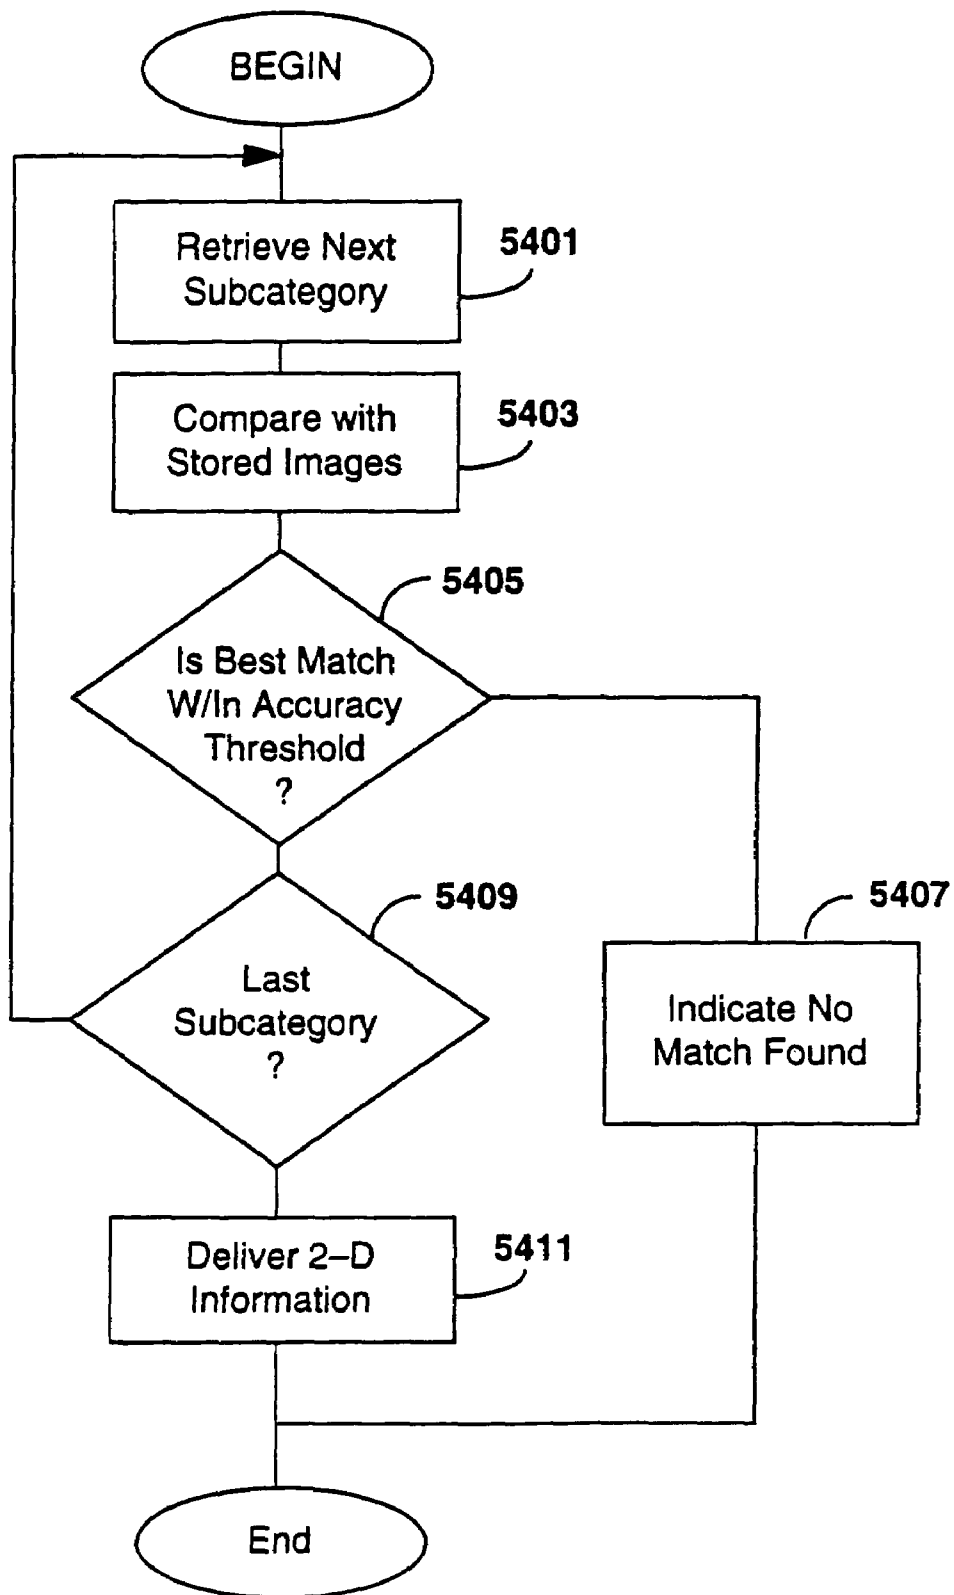 BEGIN
Retrieve Next
Subcategory
5401
Compare with
Stored Images
5403
5405
Is Best Match
W/In Accuracy
Threshold
?
5409
Last
Subcategory
?
5407
Indicate No
Match Found
Deliver 2–D
Information
5411
End